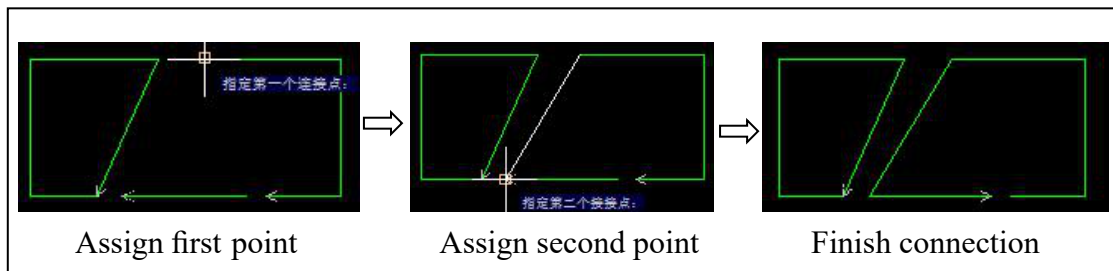 指定第一个连接点:
指定第二个接接点:
Assign first point
Assign second point
Finish connection